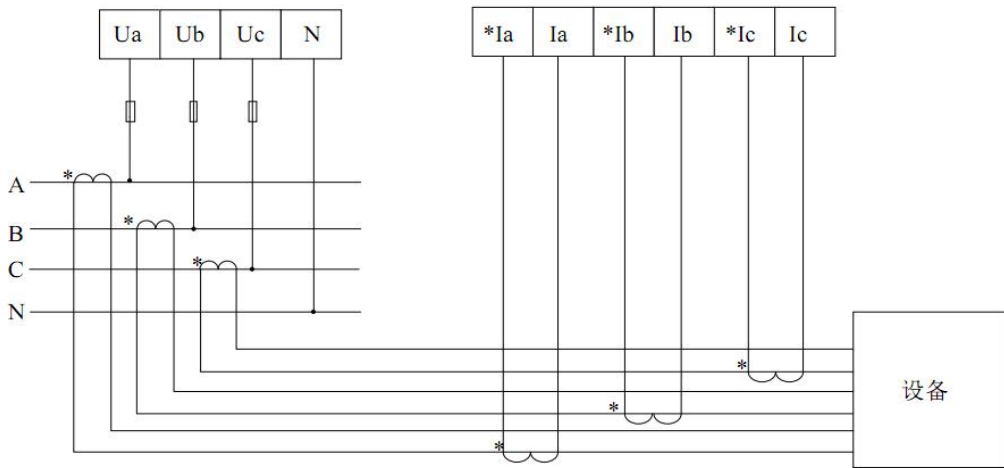 Ua Ub Uc N
*Ia Ia *Ib Ib *Ic Ic
* A
* B
* C
N
*
*
*
设备